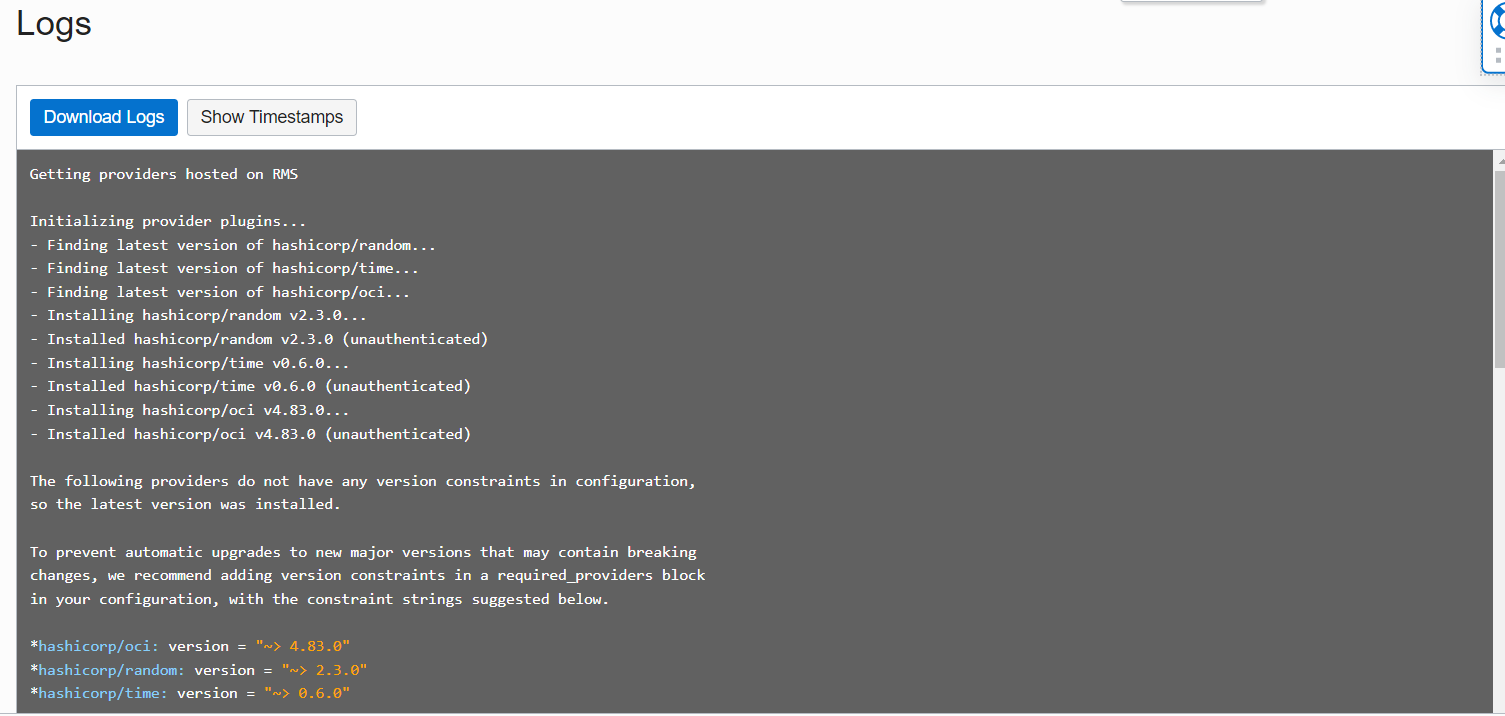 Logs
Download Logs
Show Timestamps
Getting providers hosted on RMS
Initializing provider plugins...
- Finding latest version of hashicorp/random...
- Finding latest version of hashicorp/time...
- Finding latest version of hashicorp/oci...
- Installing hashicorp/random v2.3.0...
- Installed hashicorp/random v2.3.0 (unauthenticated)
- Installing hashicorp/time v0.6.0...
- Installed hashicorp/time v0.6.0 (unauthenticated)
- Installing hashicorp/oci v4.83.0...
- Installed hashicorp/oci v4.83.0 (unauthenticated)
The following providers do not have any version constraints in configuration,
so the latest version was installed.
To prevent automatic upgrades to new major versions that may contain breaking
changes, we recommend adding version constraints in a required_providers block
in your configuration, with the constraint strings suggested below.
*hashicorp/oci: version = "~> 4.83.0"
*hashicorp/random: version = "~> 2.3.0"
*hashicorp/time: version = "~> 0.6.0"